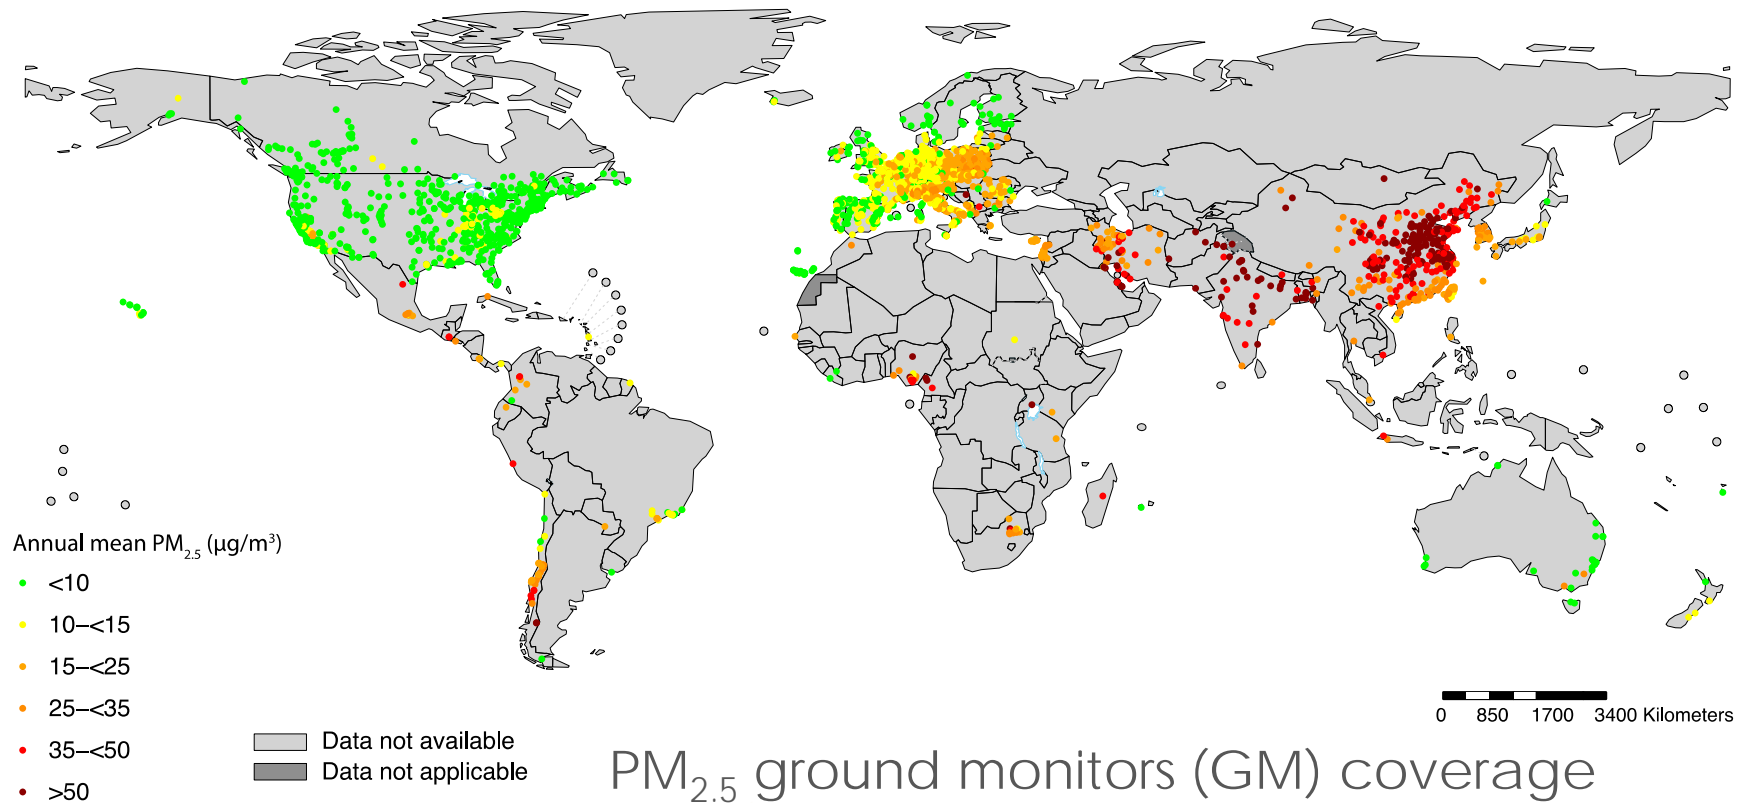 Annual mean PM2.5 (µg/m³)
<10
10–<15
15–<25
25–<35
35–<50
>50
Data not available
Data not applicable
0 850 1700 3400 Kilometers
PM2.5 ground monitors (GM) coverage